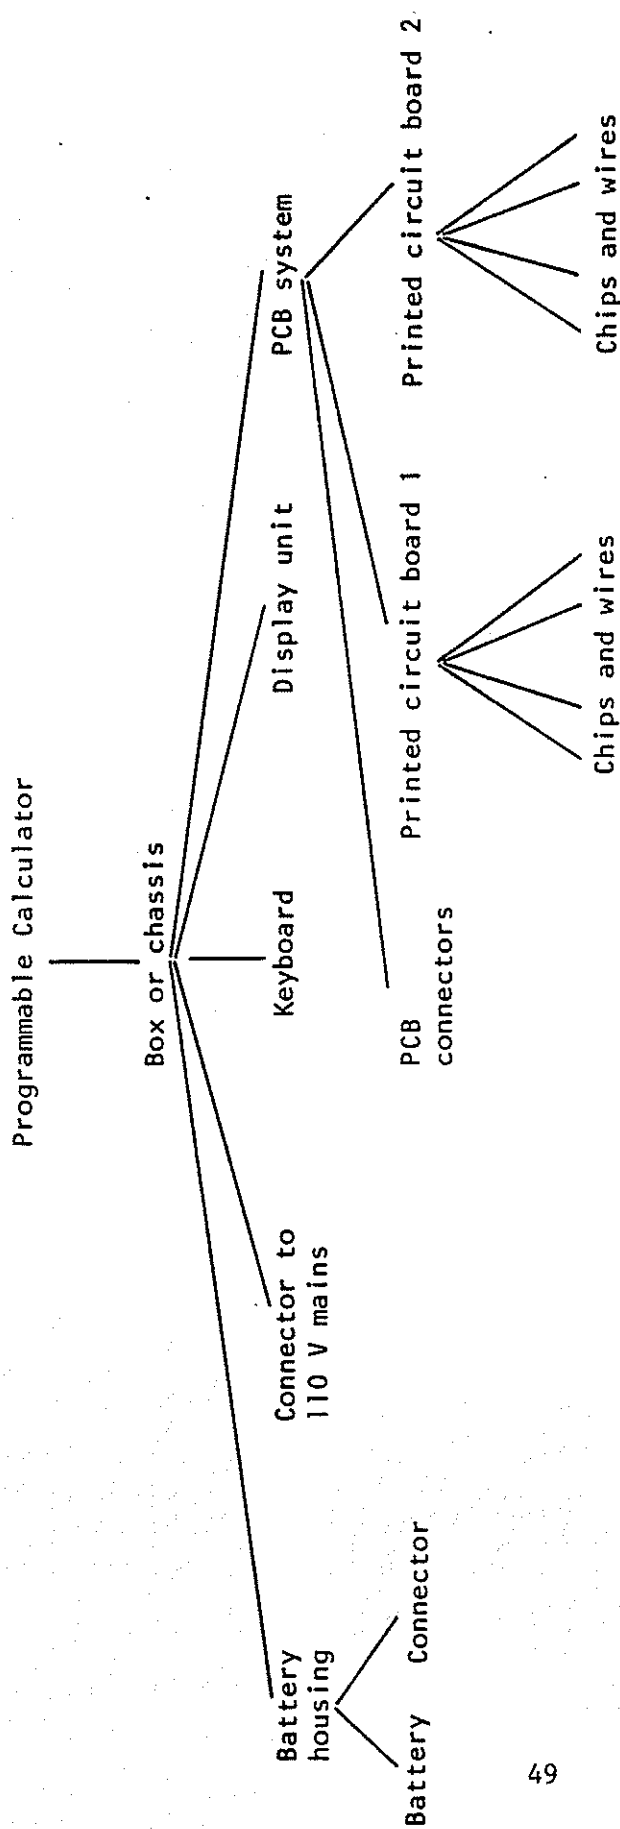 Programmable Calculator
Box or chassis
Battery
housing
Connector to
110 V mains
Keyboard
Display unit
PCB system
Battery
Connector
PCB
connectors
Printed circuit board 1
Printed circuit board 2
Chips and wires
Chips and wires
49